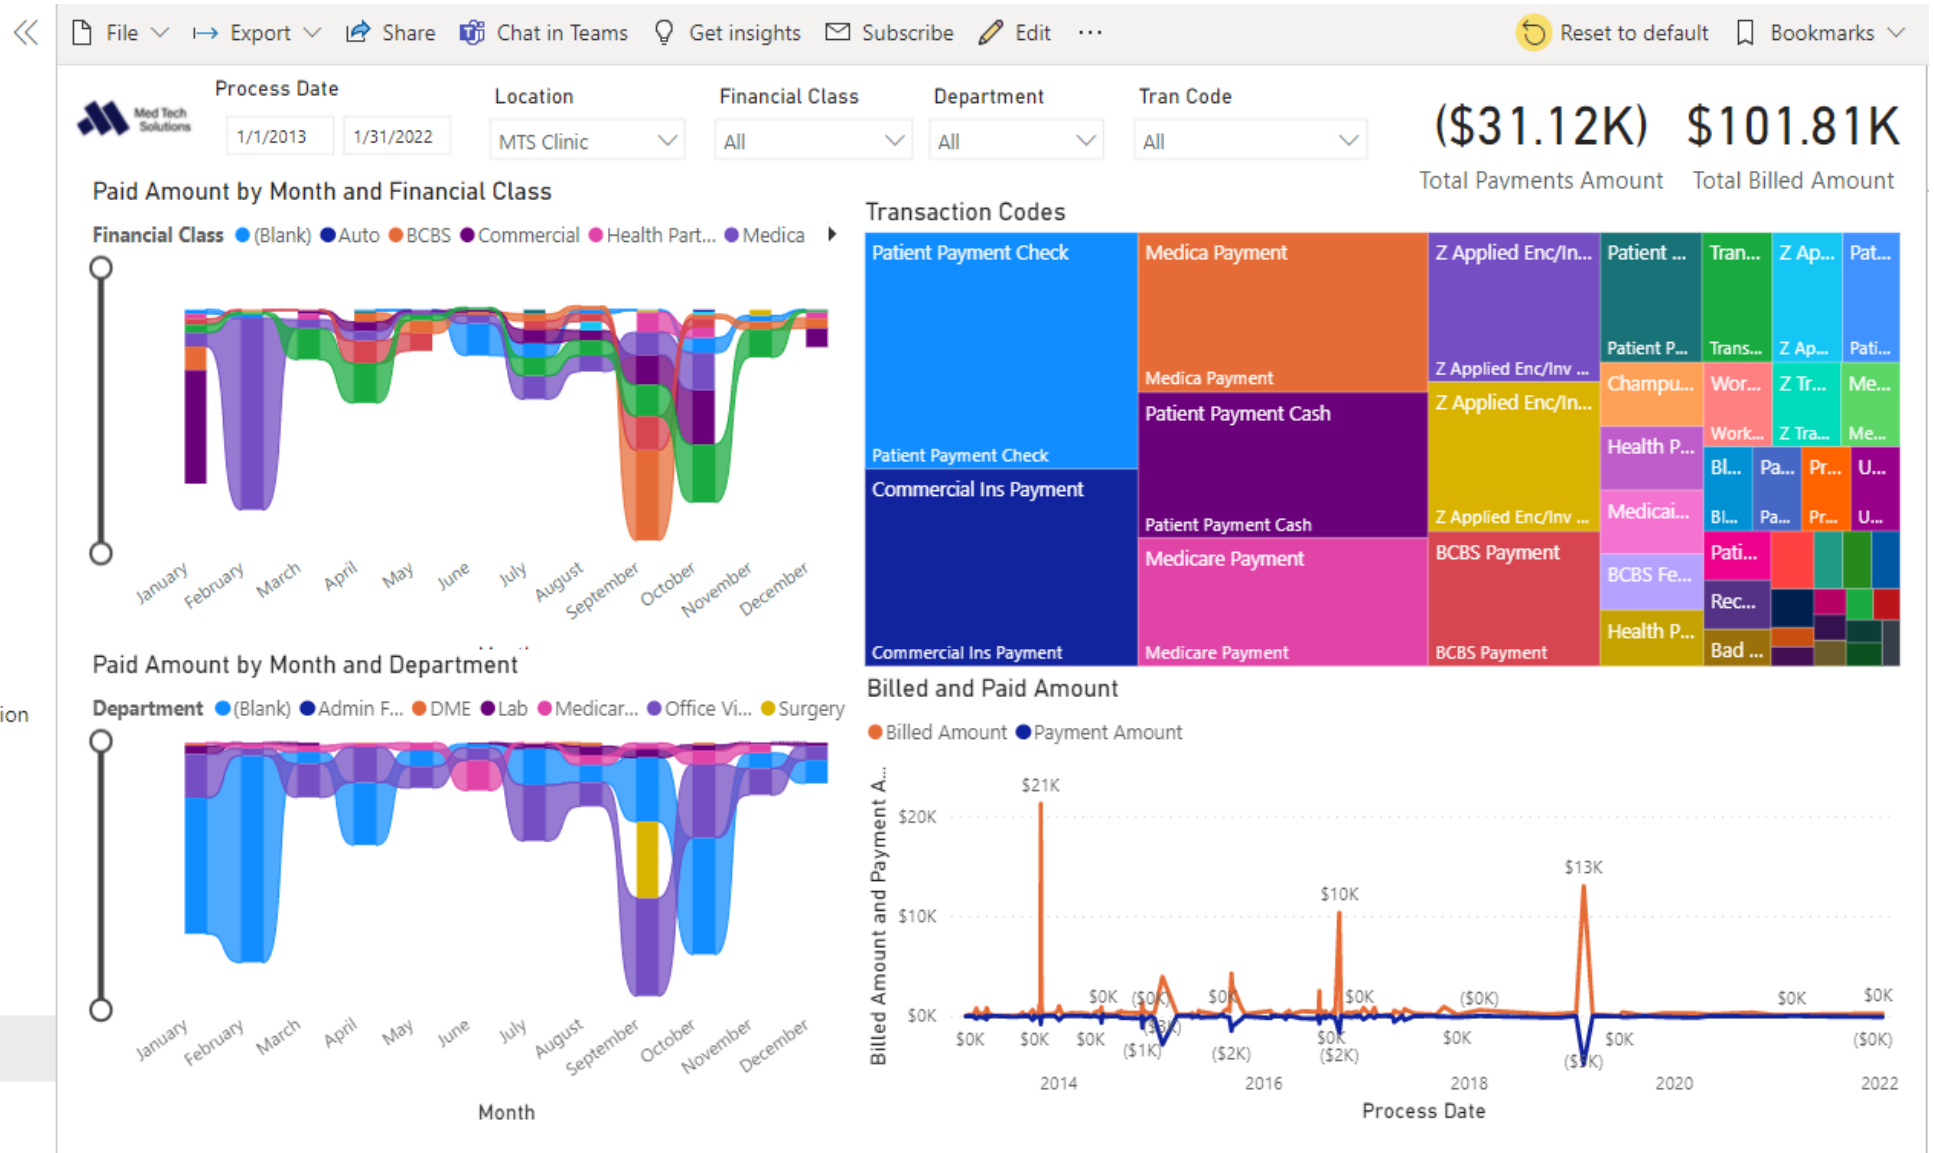 File Export Share Chat in Teams Get insights Subscribe Edit ... Reset to default Bookmarks
Med Tech
Solutions
Process Date
1/1/2013 1/31/2022
Location
MTS Clinic
Financial Class
All
Department
All
Tran Code
All
($31.12K)
Total Payments Amount
$101.81K
Total Billed Amount
Paid Amount by Month and Financial Class
Financial Class (Blank) Auto BCBS Commercial Health Part... Medica
January February March April May June July August September October November December
Paid Amount by Month and Department
Department (Blank) Admin F... DME Lab Medicar... Office Vi... Surgery
January February March April May June July August September October November December
Month
ion
Transaction Codes
Patient Payment Check
Patient Payment Check
Commercial Ins Payment
Commercial Ins Payment
Medica Payment
Medica Payment
Patient Payment Cash
Patient Payment Cash
Medicare Payment
Medicare Payment
Z Applied Enc/In...
Z Applied Enc/Inv ...
Z Applied Enc/In...
Z Applied Enc/Inv ...
BCBS Payment
BCBS Payment
Patient ...
Patient P...
Champu...
Health P...
Medicai...
BCBS Fe...
Health P...
Tran...
Trans...
Z Ap...
Z Ap...
Pat...
Pati...
Wor...
Work...
Z Tr...
Z Tra...
Me...
Me...
Bl...
Bl...
Pa...
Pa...
Pr...
Pr...
U...
U...
Pati...
Rec...
Bad ...
Billed and Paid Amount
Billed Amount Payment Amount
Billed Amount and Payment A...
$20K
$10K
$0K
$21K
$10K
$13K
$0K ($0K) $0K $0K ($0K) $0K $0K
($3K)
$0K $0K $0K ($1K) ($2K) $0K ($2K) $0K $0K ($0K)
2014 2016 2018 2020 2022
Process Date